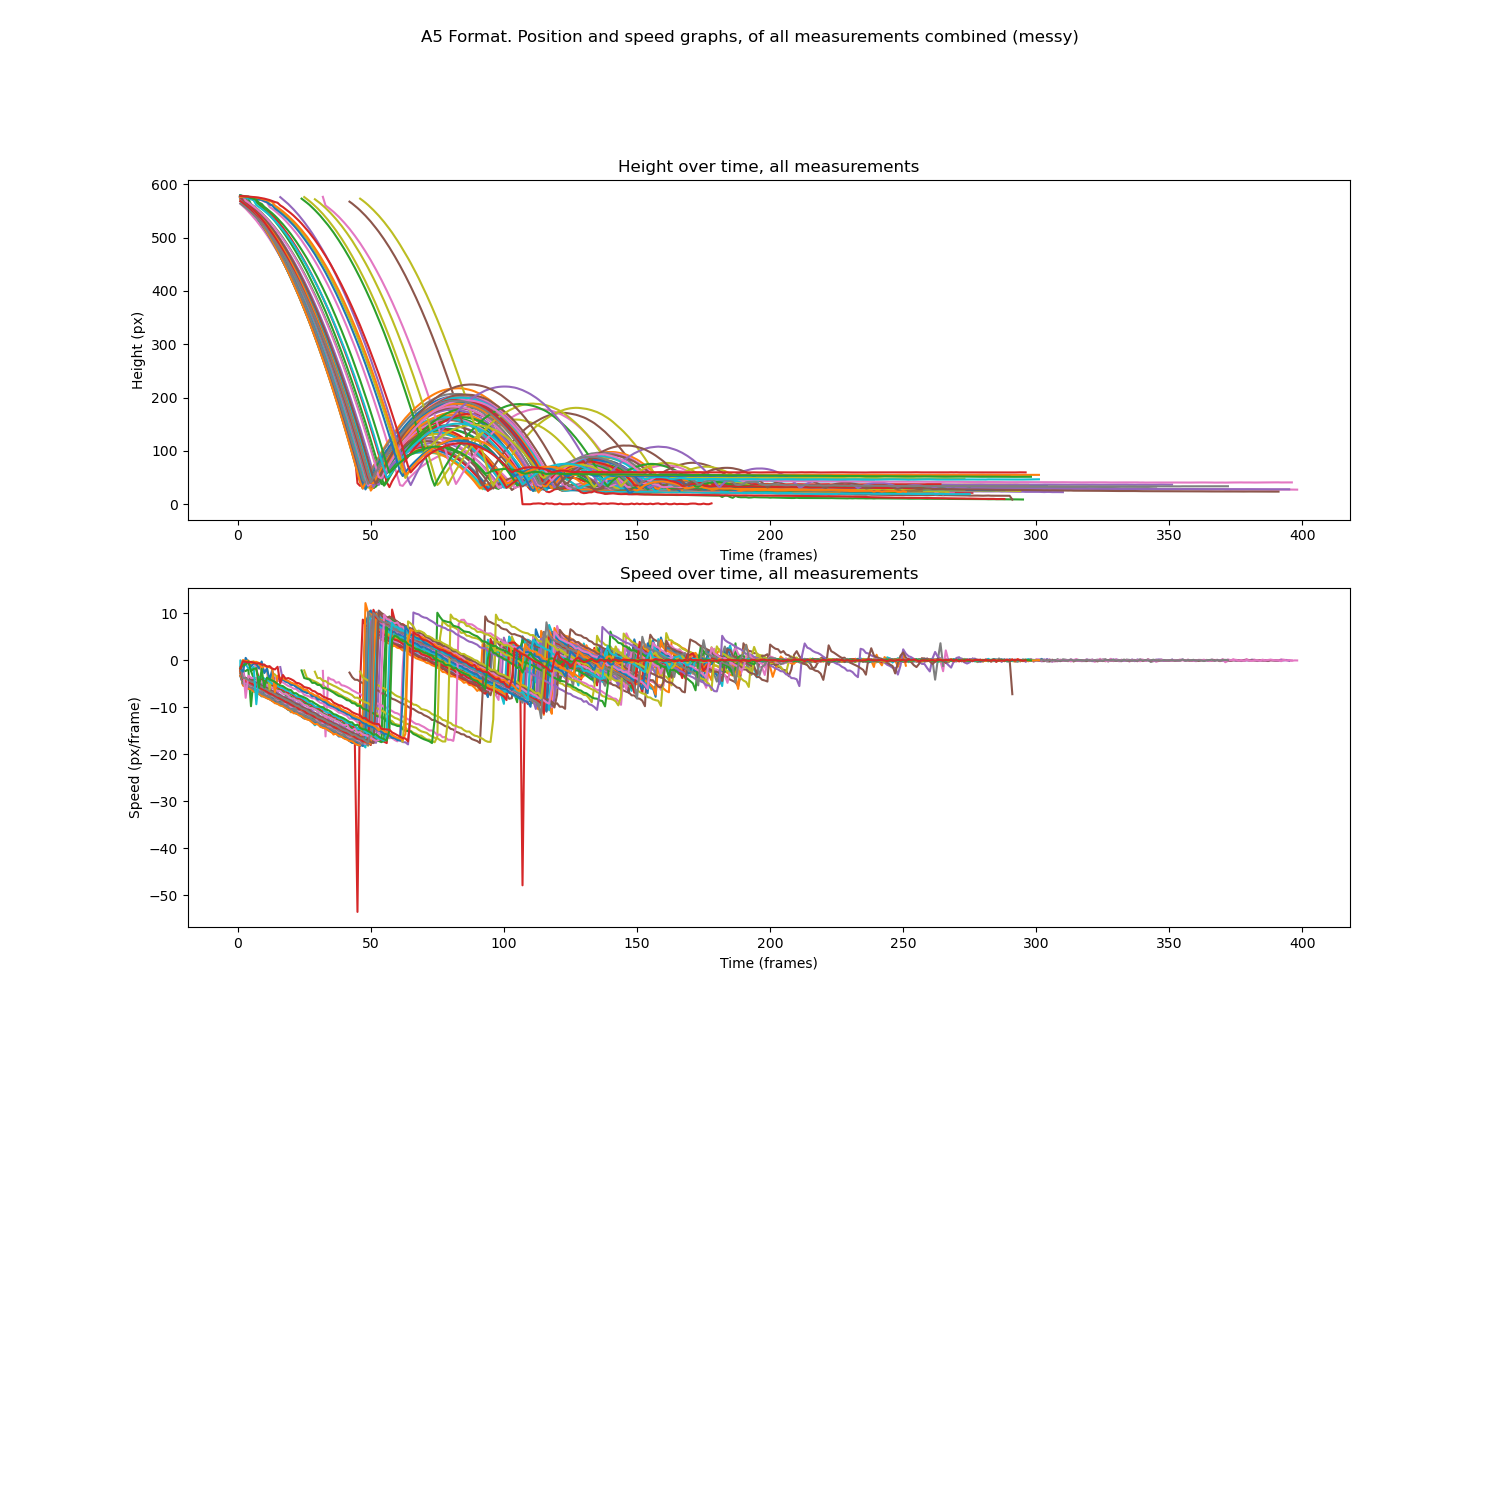 A5 Format. Position and speed graphs, of all measurements combined (messy)
Height over time, all measurements
600
500
400
300
200
100
0
Height (px)
0 50 100 150 200 250 300 350 400
Time (frames)
Speed over time, all measurements
10
0
−10
−20
−30
−40
−50
Speed (px/frame)
0 50 100 150 200 250 300 350 400
Time (frames)